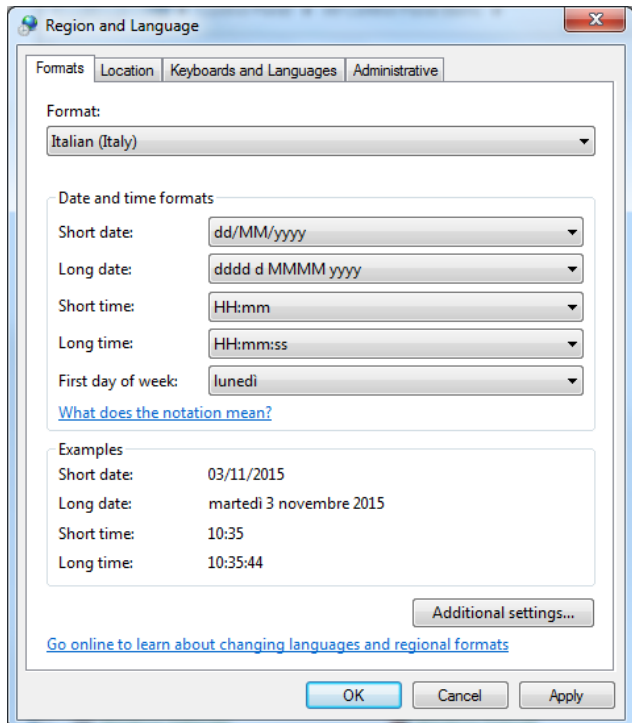 Region and Language
Formats Location Keyboards and Languages Administrative
Format:
Italian (Italy)
Date and time formats
Short date: dd/MM/yyyy
Long date: dddd d MMMM yyyy
Short time: HH:mm
Long time: HH:mm:ss
First day of week: lunedì
What does the notation mean?
Examples
Short date: 03/11/2015
Long date: martedì 3 novembre 2015
Short time: 10:35
Long time: 10:35:44
Additional settings...
Go online to learn about changing languages and regional formats
OK Cancel Apply